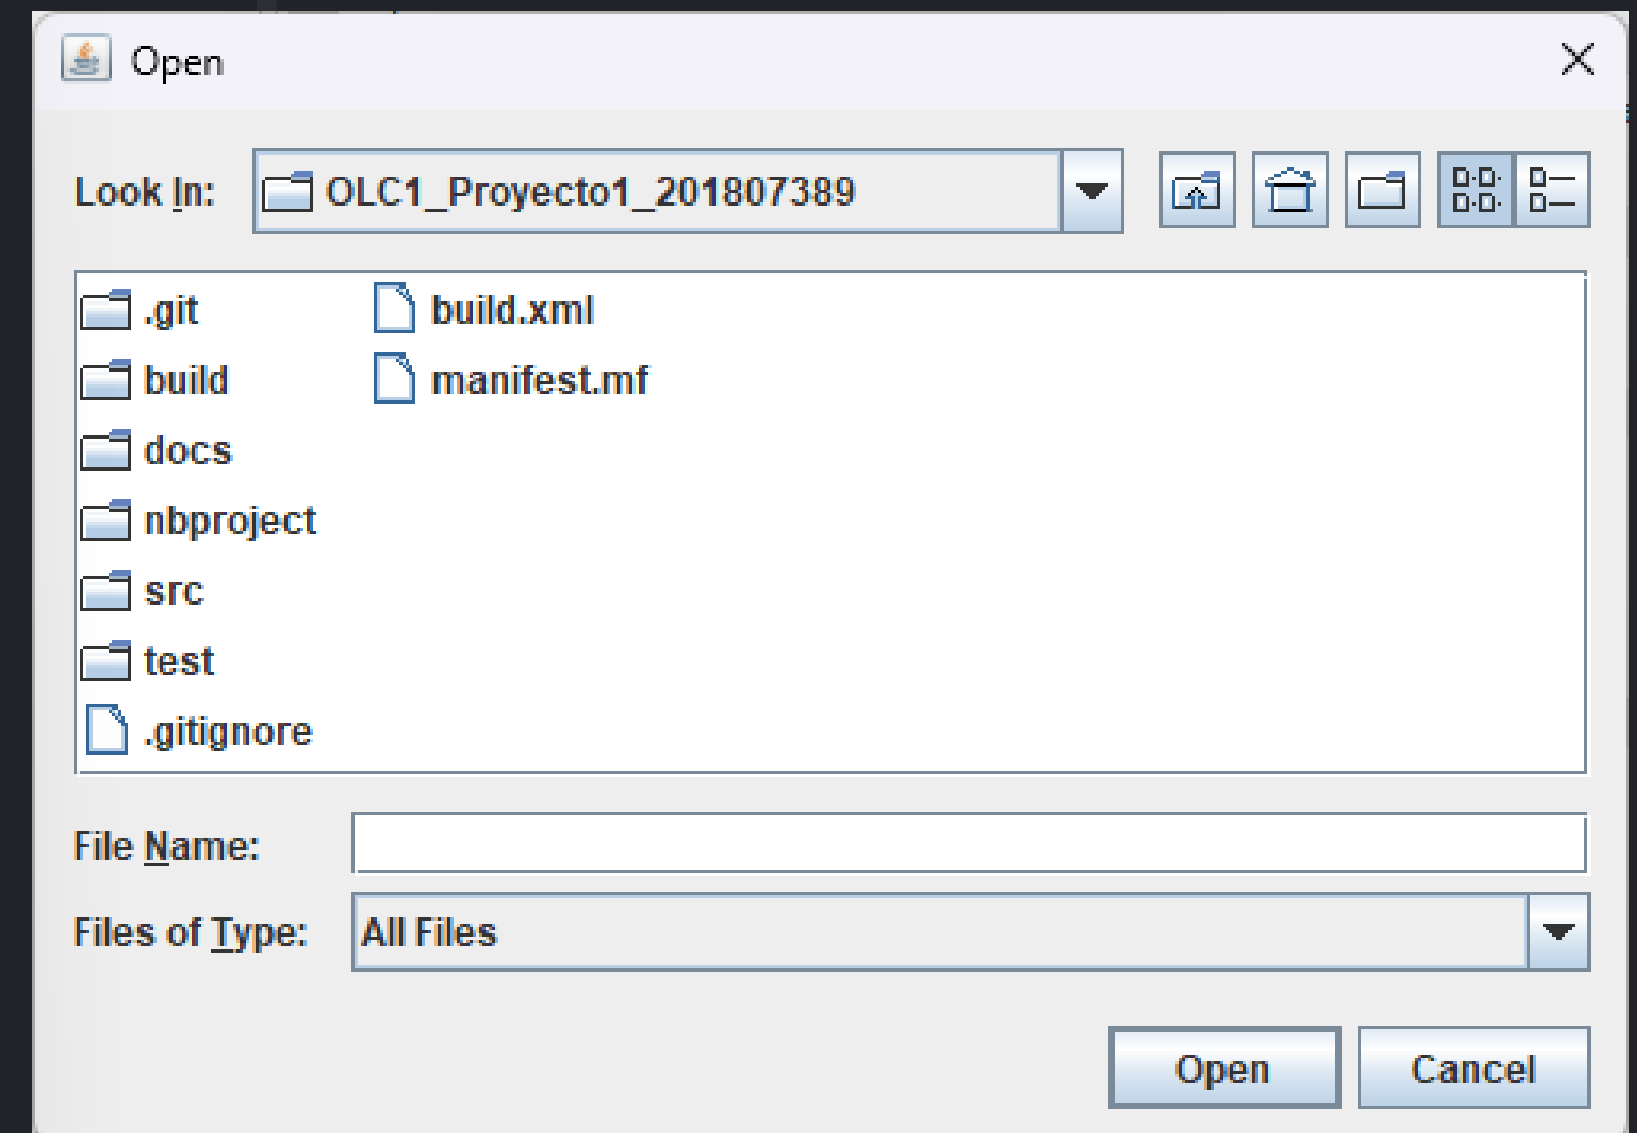 Open
Look In: OLC1_Proyecto1_201807389
.git
build
docs
nbproject
src
test
.gitignore
build.xml
manifest.mf
File Name:
Files of Type: All Files
Open Cancel